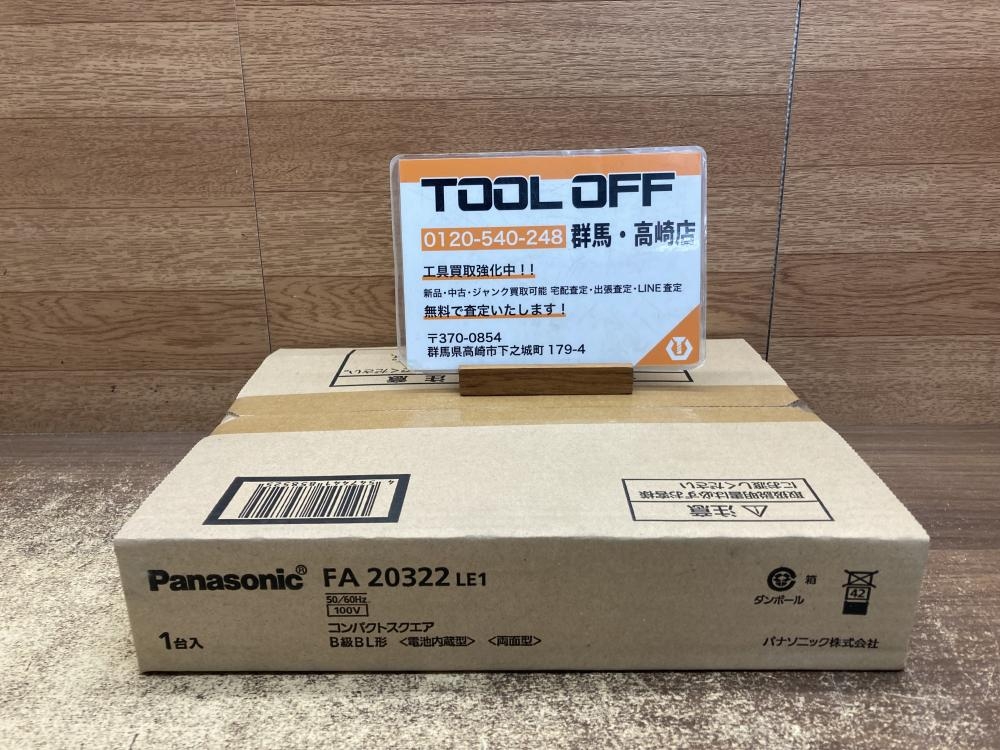 TOOL OFF
0120-540-248 群馬・高崎店
工具買取強化中！！
新品・中古・ジャンク買取可能 宅配査定・出張査定・LINE査定
無料で査定いたします！
〒370-0854
群馬県高崎市下之城町 179-4
注意
ください。
⚠注意
取扱説明書は必ずお客様
にお渡しください
Panasonic® FA 20322 LE1
50/60Hz
100V
コンパクトスクエア
1台入
B級BL形 〈電池内蔵型〉 〈両面型〉
箱
ダンボール
42
パナソニック株式会社